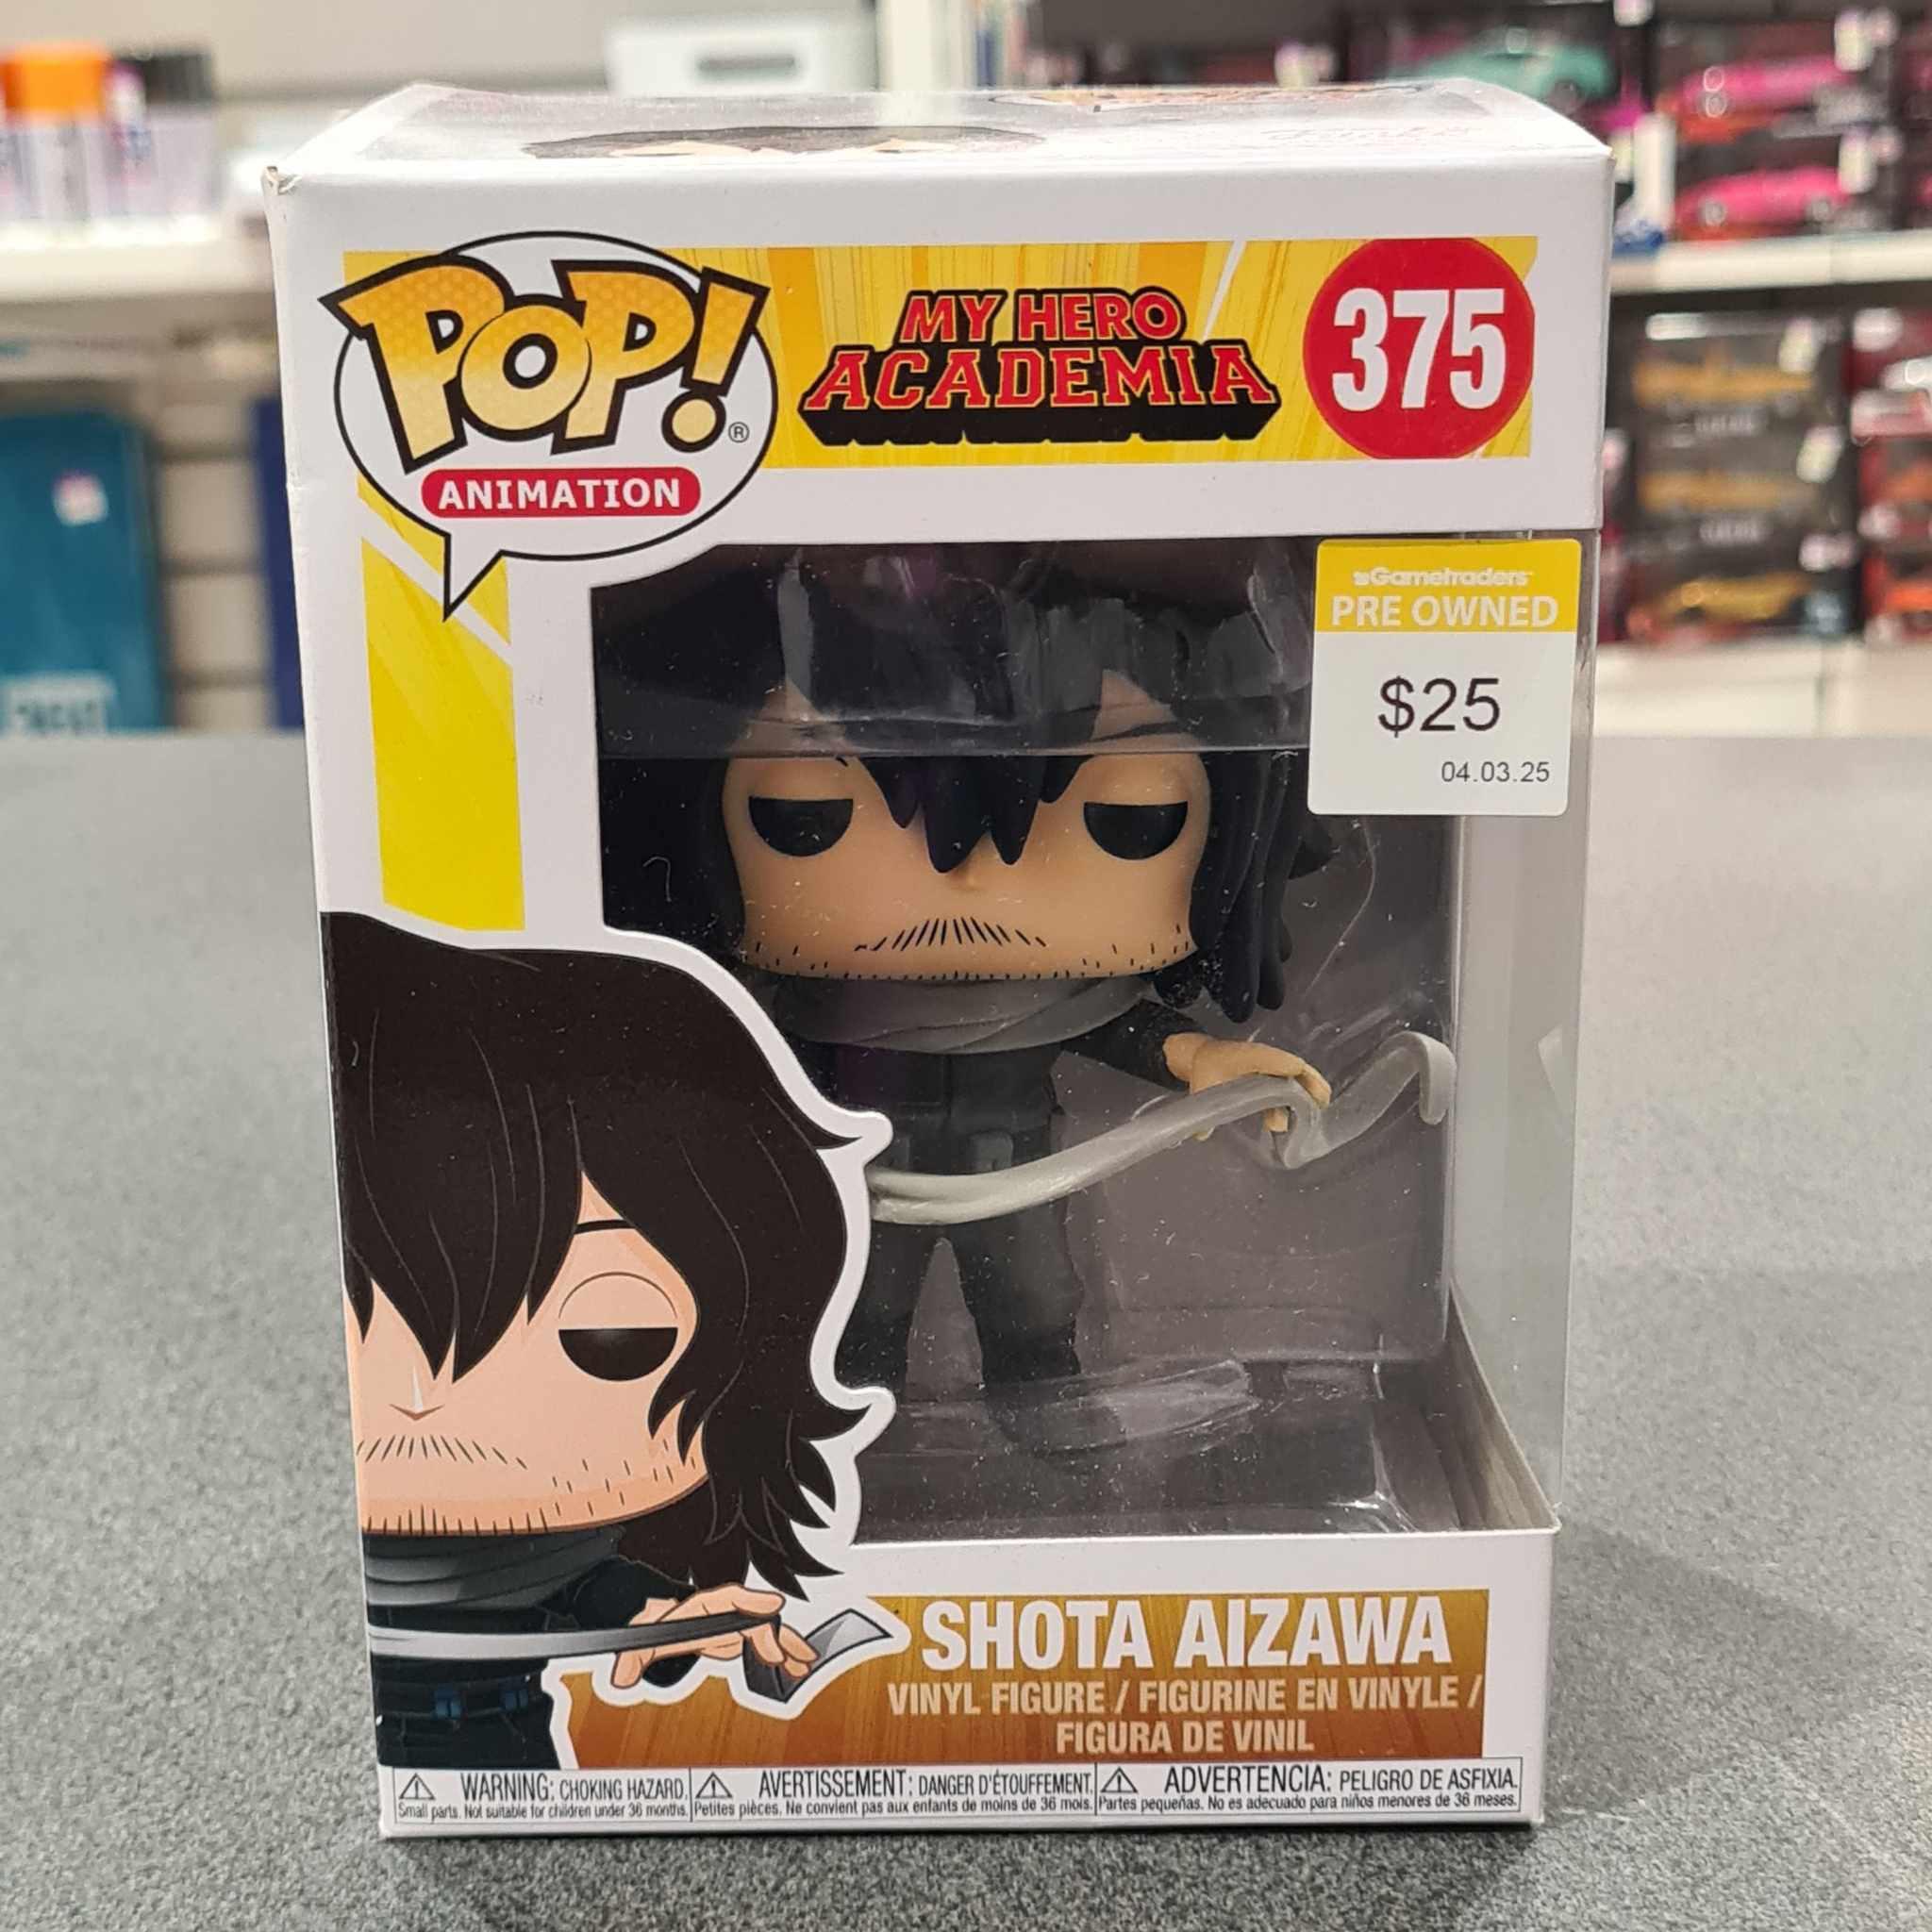 POP!®
ANIMATION
MY HERO
ACADEMIA
375
Gametraders
PRE OWNED
$25
04.03.25
SHOTA AIZAWA
VINYL FIGURE / FIGURINE EN VINYLE /
FIGURA DE VINIL
WARNING: CHOKING HAZARD.
Small parts. Not suitable for children under 36 months.
AVERTISSEMENT: DANGER D'ÉTOUFFEMENT.
Petites pièces. Ne convient pas aux enfants de moins de 36 mois.
ADVERTENCIA: PELIGRO DE ASFIXIA.
Partes pequeñas. No es adecuado para niños menores de 36 meses.